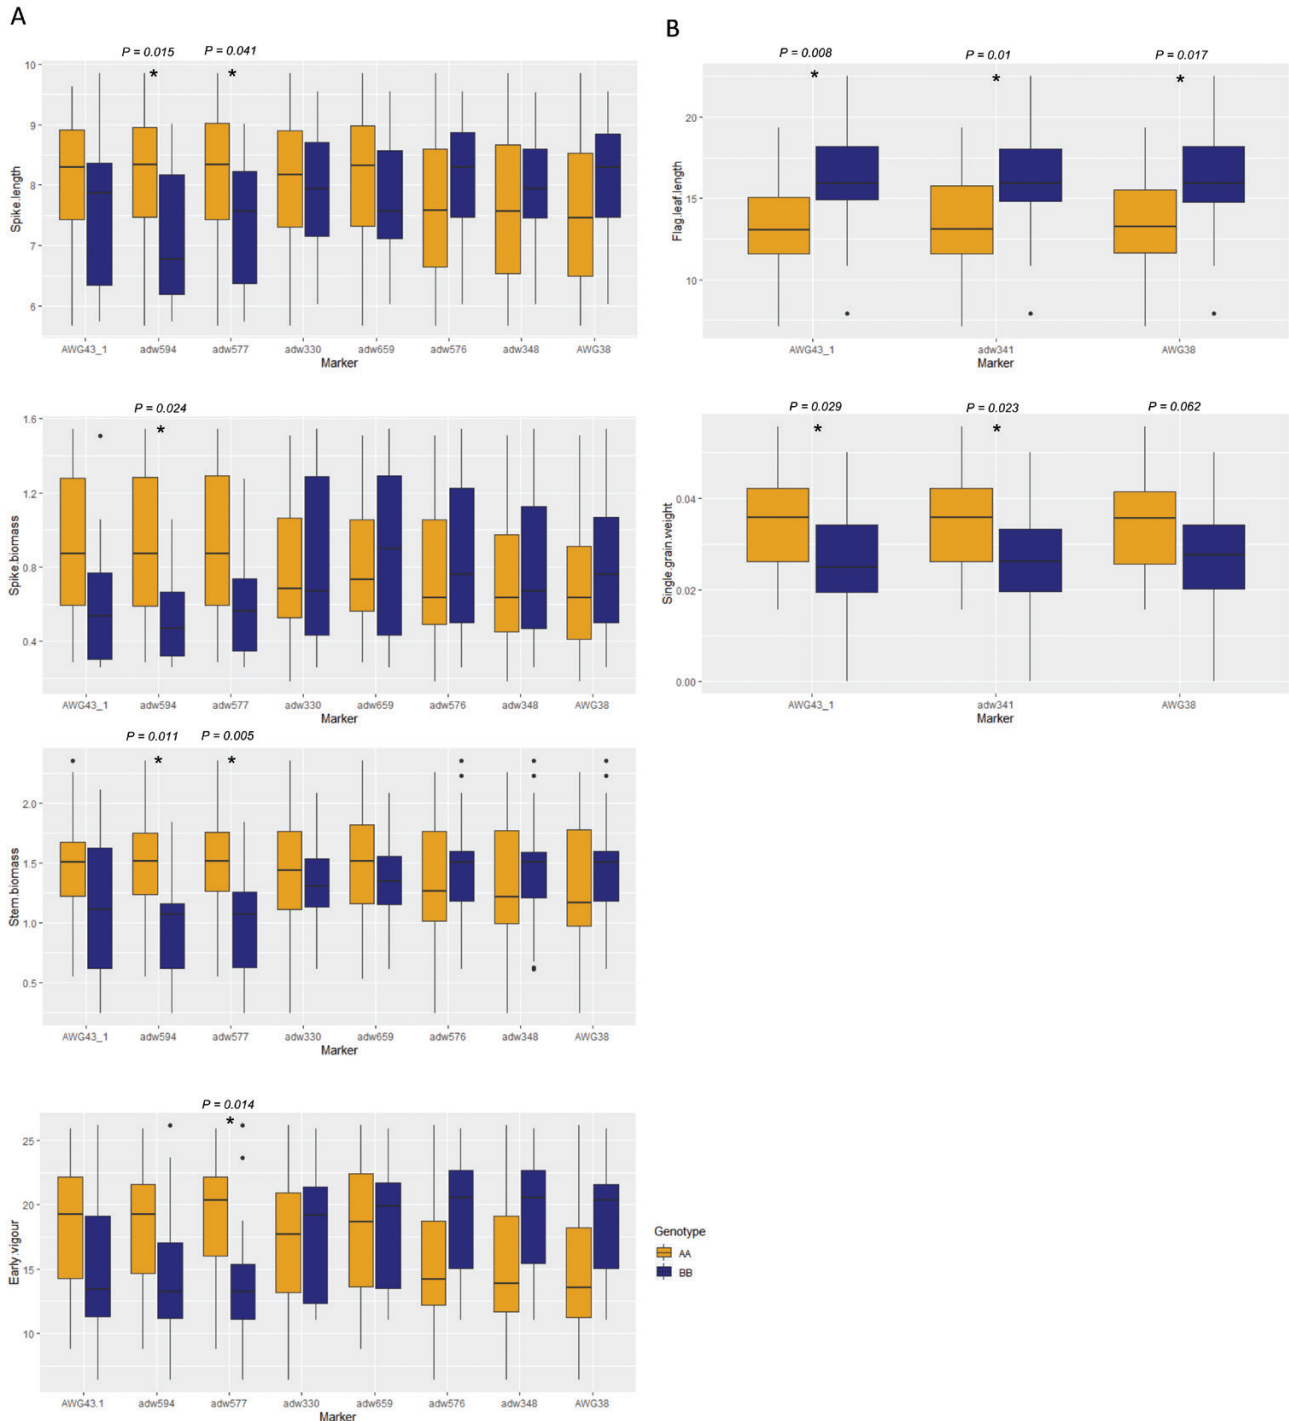 A
P = 0.015 P = 0.041
*
*
10
9
8
7
6
Spike.length
AWG43_1 adw594 adw577 adw330 adw659 adw576 adw348 AWG38
Marker
P = 0.024
*
1.6
1.2
0.8
0.4
Spike.biomass
AWG43_1 adw594 adw577 adw330 adw659 adw576 adw348 AWG38
Marker
P = 0.011 P = 0.005
*
*
2.0
1.5
1.0
0.5
Stem.biomass
AWG43_1 adw594 adw577 adw330 adw659 adw576 adw348 AWG38
Marker
P = 0.014
*
25
20
15
10
Early.vigour
AWG43.1 adw594 adw577 adw330 adw659 adw576 adw348 AWG38
Marker
B
P = 0.008 P = 0.01 P = 0.017
*
*
*
20
15
10
Flag.leaf.length
AWG43_1 adw341 AWG38
Marker
P = 0.029 P = 0.023 P = 0.062
*
*
0.04
0.02
0.00
Single.grain.weight
AWG43_1 adw341 AWG38
Marker
Genotype
AA
BB